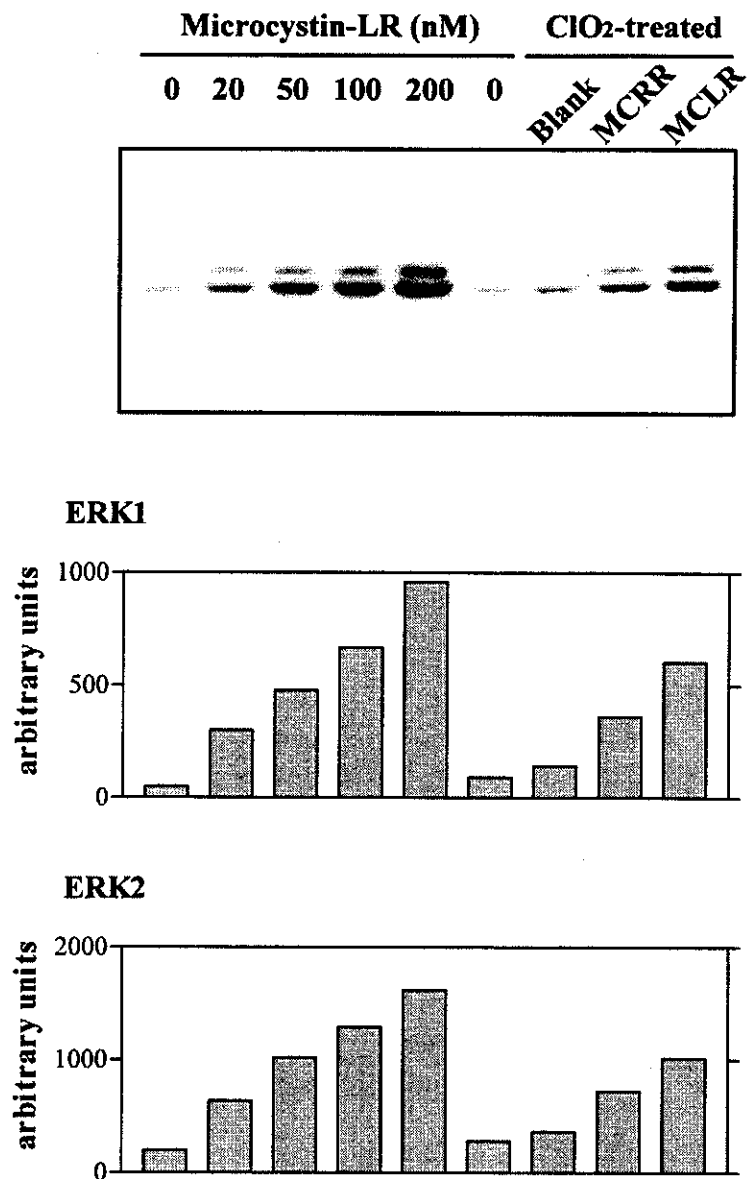 Microcystin-LR (nM) ClO2-treated
0 20 50 100 200 0 Blank MCRR MCLR
ERK1
arbitrary units
1000
500
0
ERK2
arbitrary units
2000
1000
0